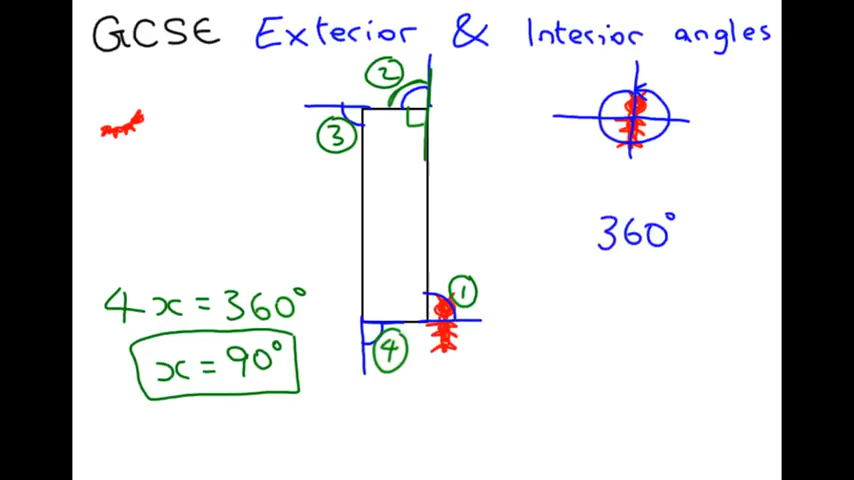 GCSE Exterior & Interior angles
2
3
360°
1
4x = 360°
x = 90°
4